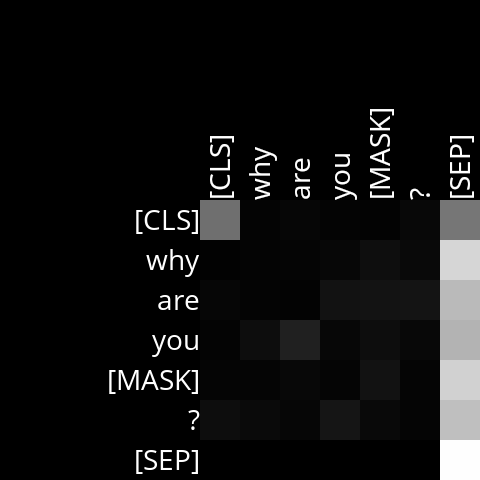 [CLS] why are you [MASK] ? [SEP]
[CLS]
why
are
you
[MASK]
?
[SEP]